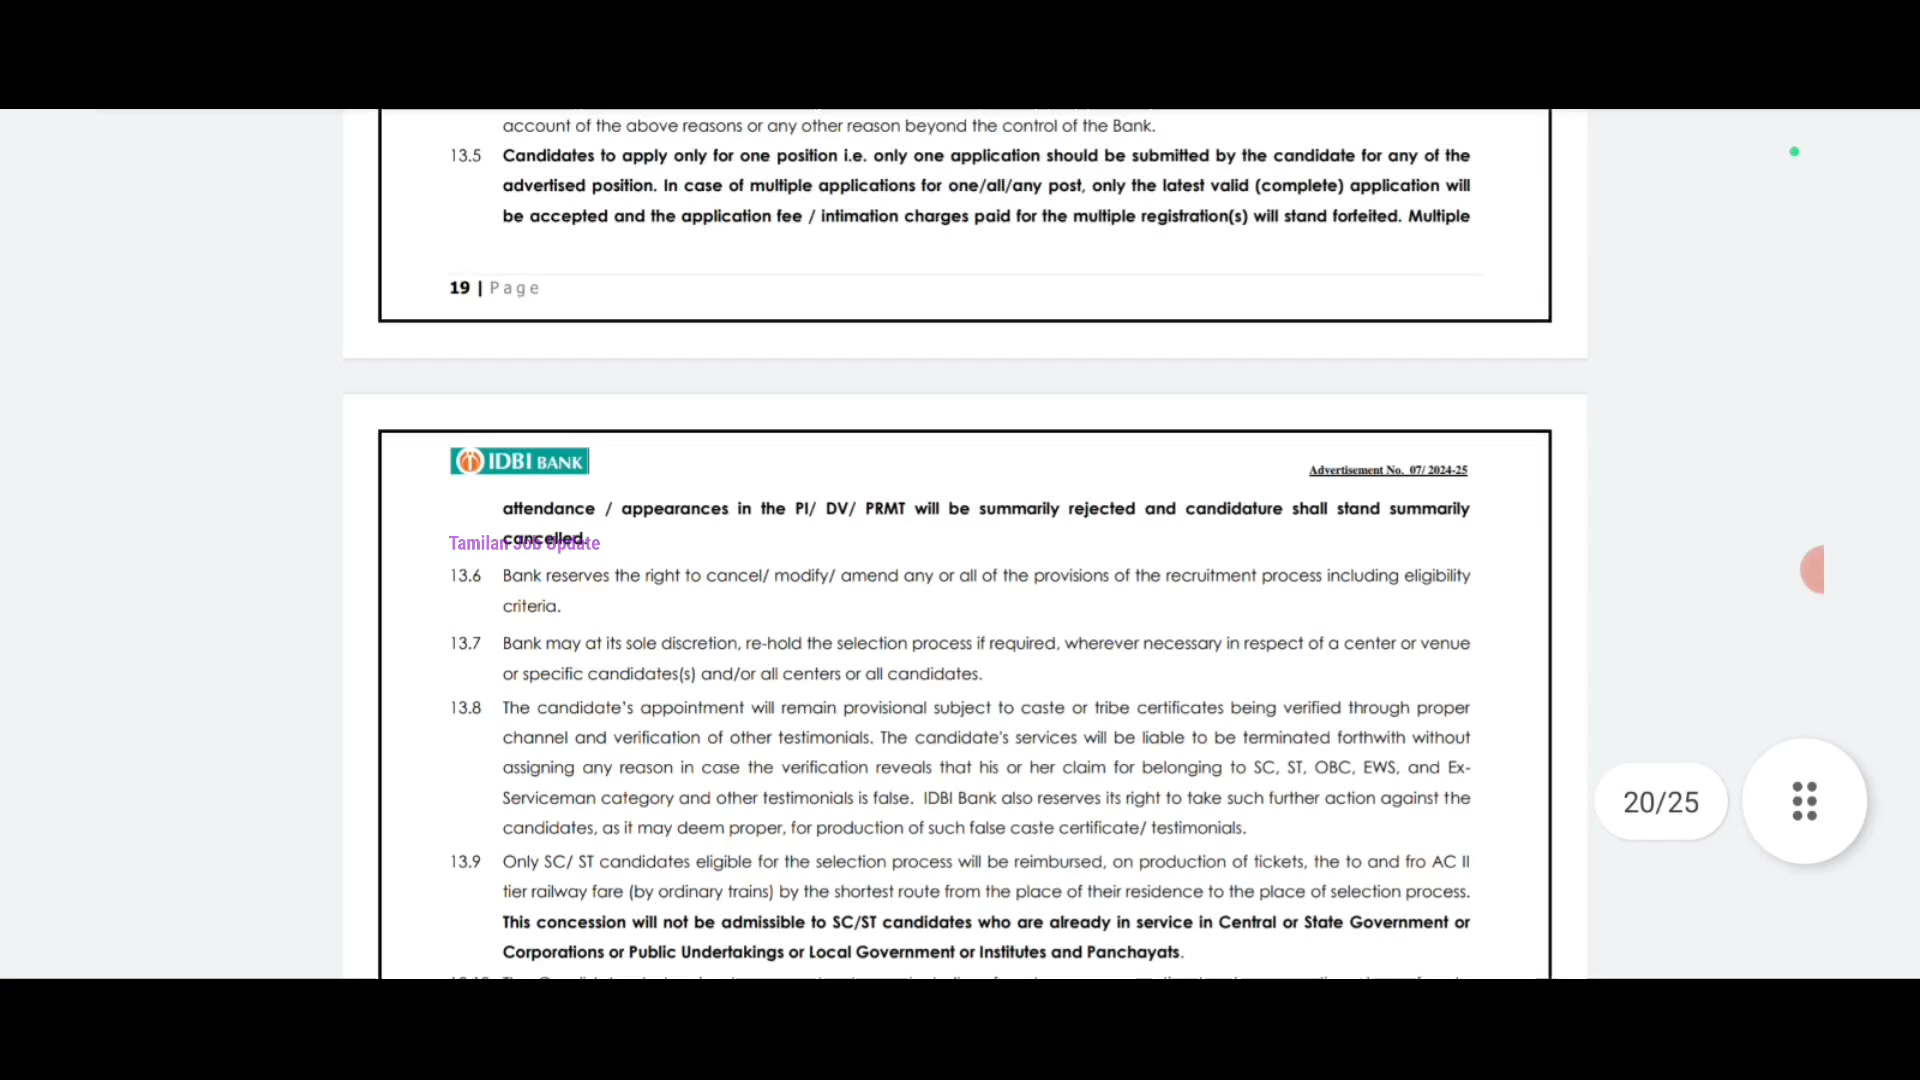 account of the above reasons or any other reason beyond the control of the Bank.
13.5 Candidates to apply only for one position i.e. only one application should be submitted by the candidate for any of the
advertised position. In case of multiple applications for one/all/any post, only the latest valid (complete) application will
be accepted and the application fee / intimation charges paid for the multiple registration(s) will stand forfeited. Multiple
19 | Page
IDBI BANK
Advertisement No. 07/ 2024-25
attendance / appearances in the PI/ DV/ PRMT will be summarily rejected and candidature shall stand summarily
cancelled.
Tamilan Job Update
13.6 Bank reserves the right to cancel/ modify/ amend any or all of the provisions of the recruitment process including eligibility
criteria.
13.7 Bank may at its sole discretion, re-hold the selection process if required, wherever necessary in respect of a center or venue
or specific candidates(s) and/or all centers or all candidates.
13.8 The candidate's appointment will remain provisional subject to caste or tribe certificates being verified through proper
channel and verification of other testimonials. The candidate's services will be liable to be terminated forthwith without
assigning any reason in case the verification reveals that his or her claim for belonging to SC, ST, OBC, EWS, and Ex-
Serviceman category and other testimonials is false. IDBI Bank also reserves its right to take such further action against the
candidates, as it may deem proper, for production of such false caste certificate/ testimonials.
13.9 Only SC/ ST candidates eligible for the selection process will be reimbursed, on production of tickets, the to and fro AC II
tier railway fare (by ordinary trains) by the shortest route from the place of their residence to the place of selection process.
This concession will not be admissible to SC/ST candidates who are already in service in Central or State Government or
Corporations or Public Undertakings or Local Government or Institutes and Panchayats.
20/25